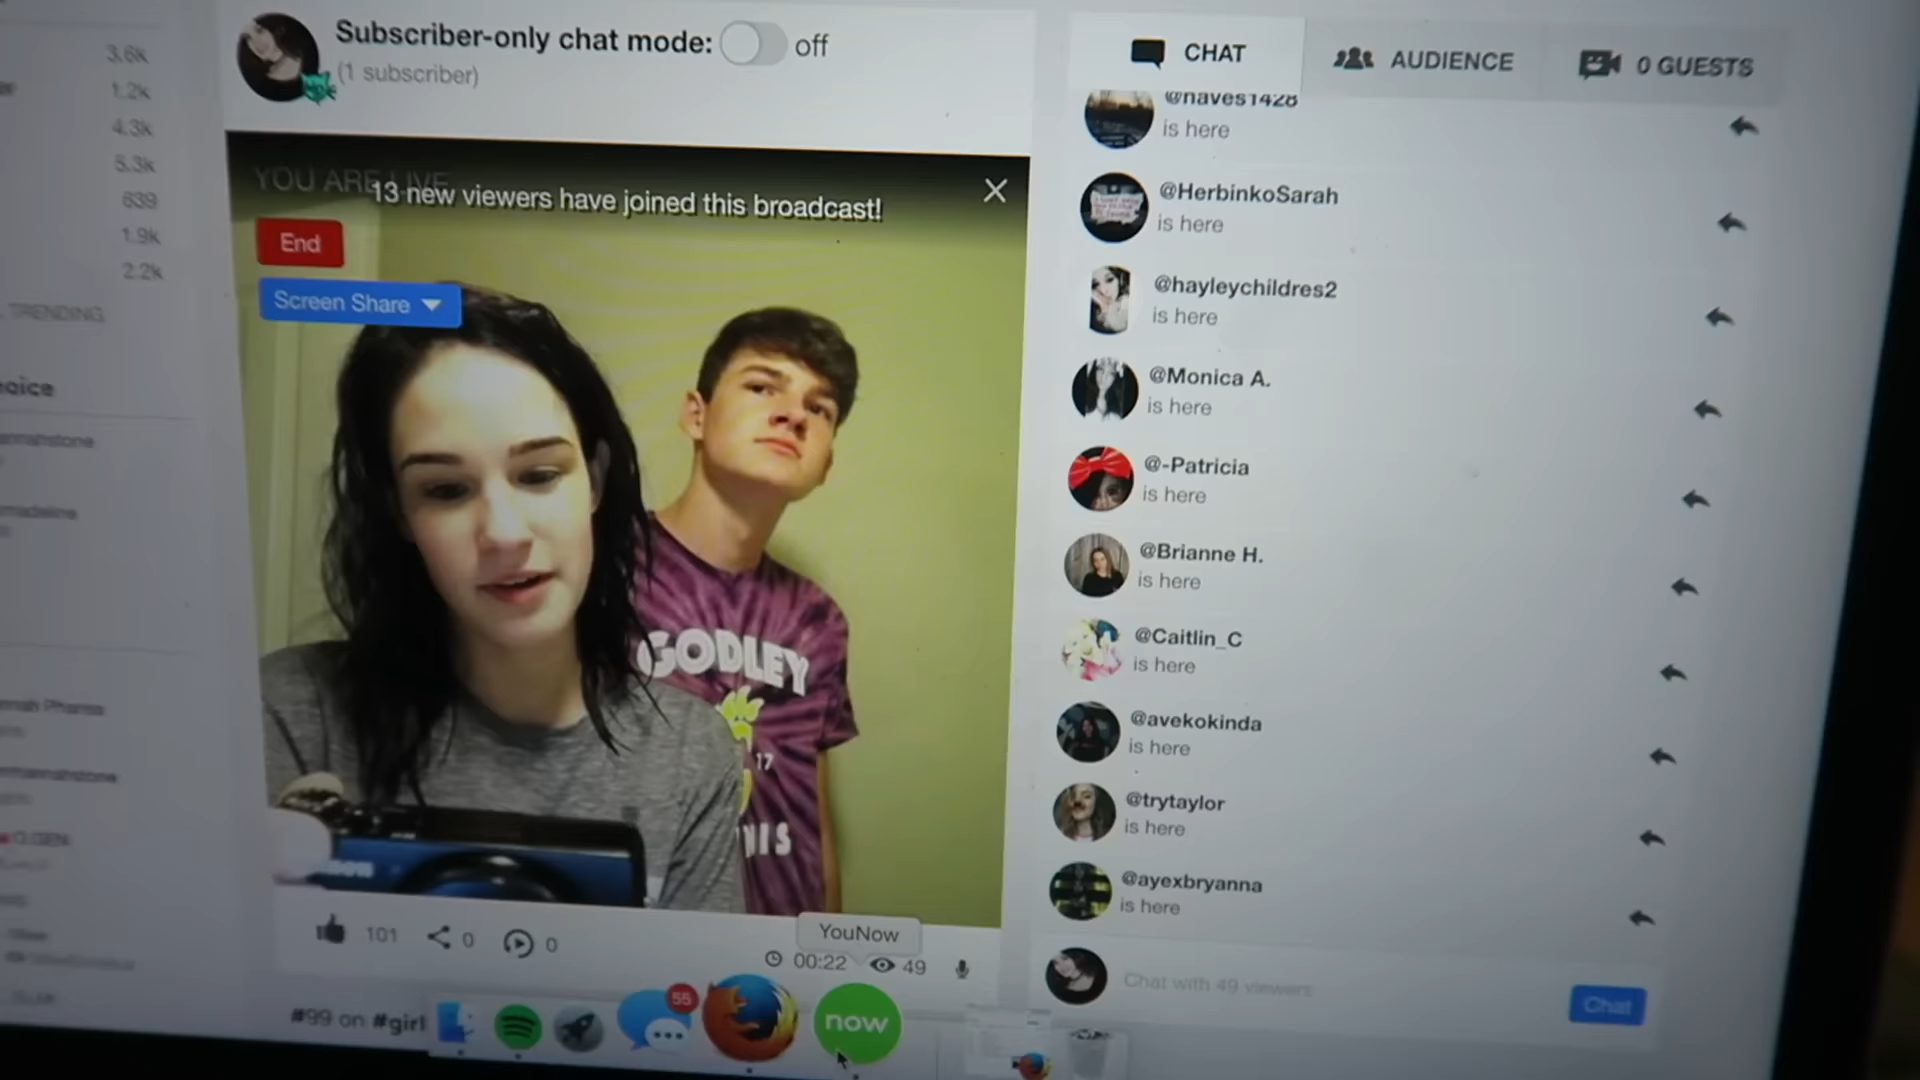 3.6k
1.2k
4.3k
5.3k
639
1.9k
2.2k
TRENDING
Subscriber-only chat mode: off
(1 subscriber)
YOU ARE LIVE
13 new viewers have joined this broadcast!
End
Screen Share
GODLEY
17
101
0
0
YouNow
00:22
49
#99 on #girl
55
now
CHAT
AUDIENCE
0 GUESTS
@haves1428
is here
@HerbinkoSarah
is here
@hayleychildres2
is here
@Monica A.
is here
@-Patricia
is here
@Brianne H.
is here
@Caitlin_C
is here
@avekokinda
is here
@trytaylor
is here
@ayexbryanna
is here
Chat with 49 viewers
Chat